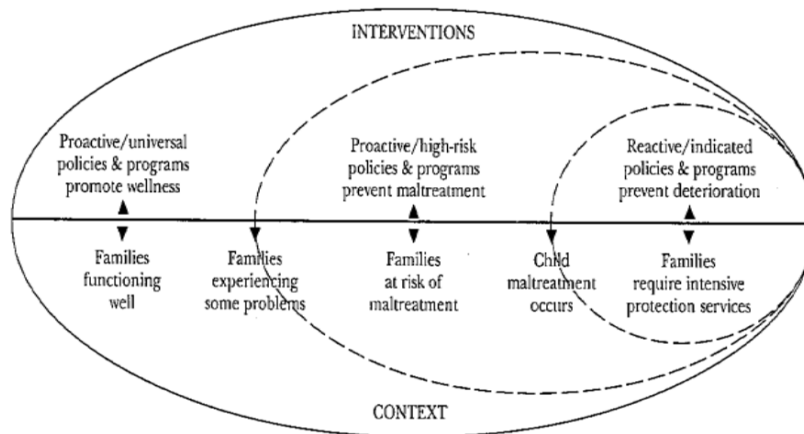 INTERVENTIONS
Proactive/universal
policies & programs
promote wellness
Proactive/high-risk
policies & programs
prevent maltreatment
Reactive/indicated
policies & programs
prevent deterioration
Families
functioning
well
Families
experiencing
some problems
Families
at risk of
maltreatment
Child
maltreatment
occurs
Families
require intensive
protection services
CONTEXT